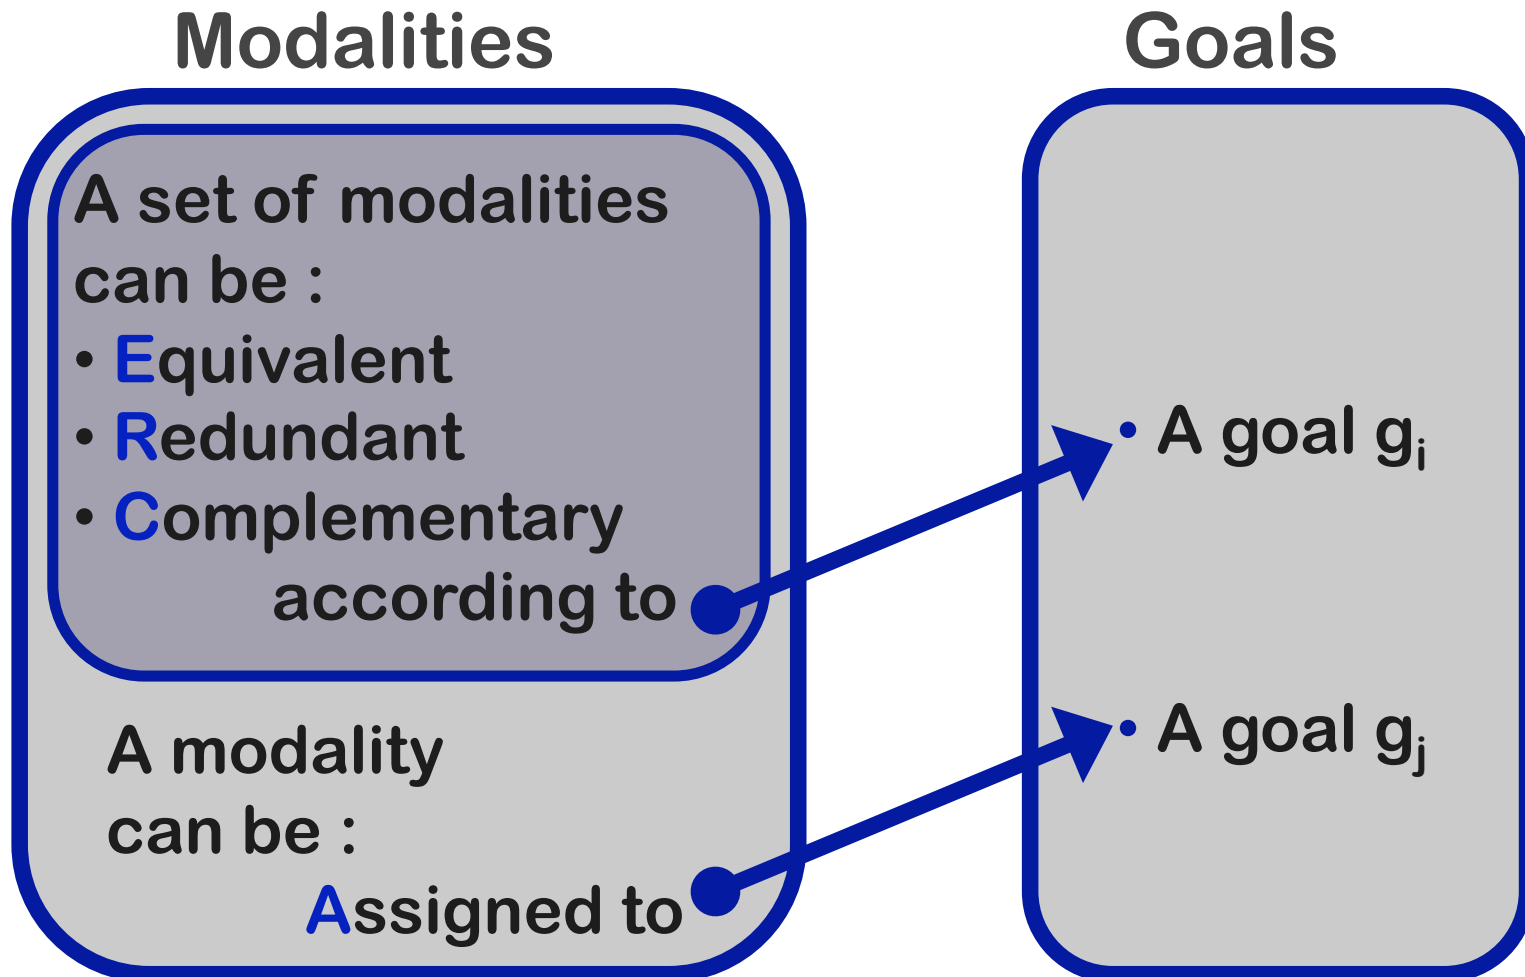 Modalities
Goals
A set of modalities
can be :
• Equivalent
• Redundant
• Complementary
according to
• A goal gᵢ
A modality
can be :
Assigned to
• A goal gⱼ